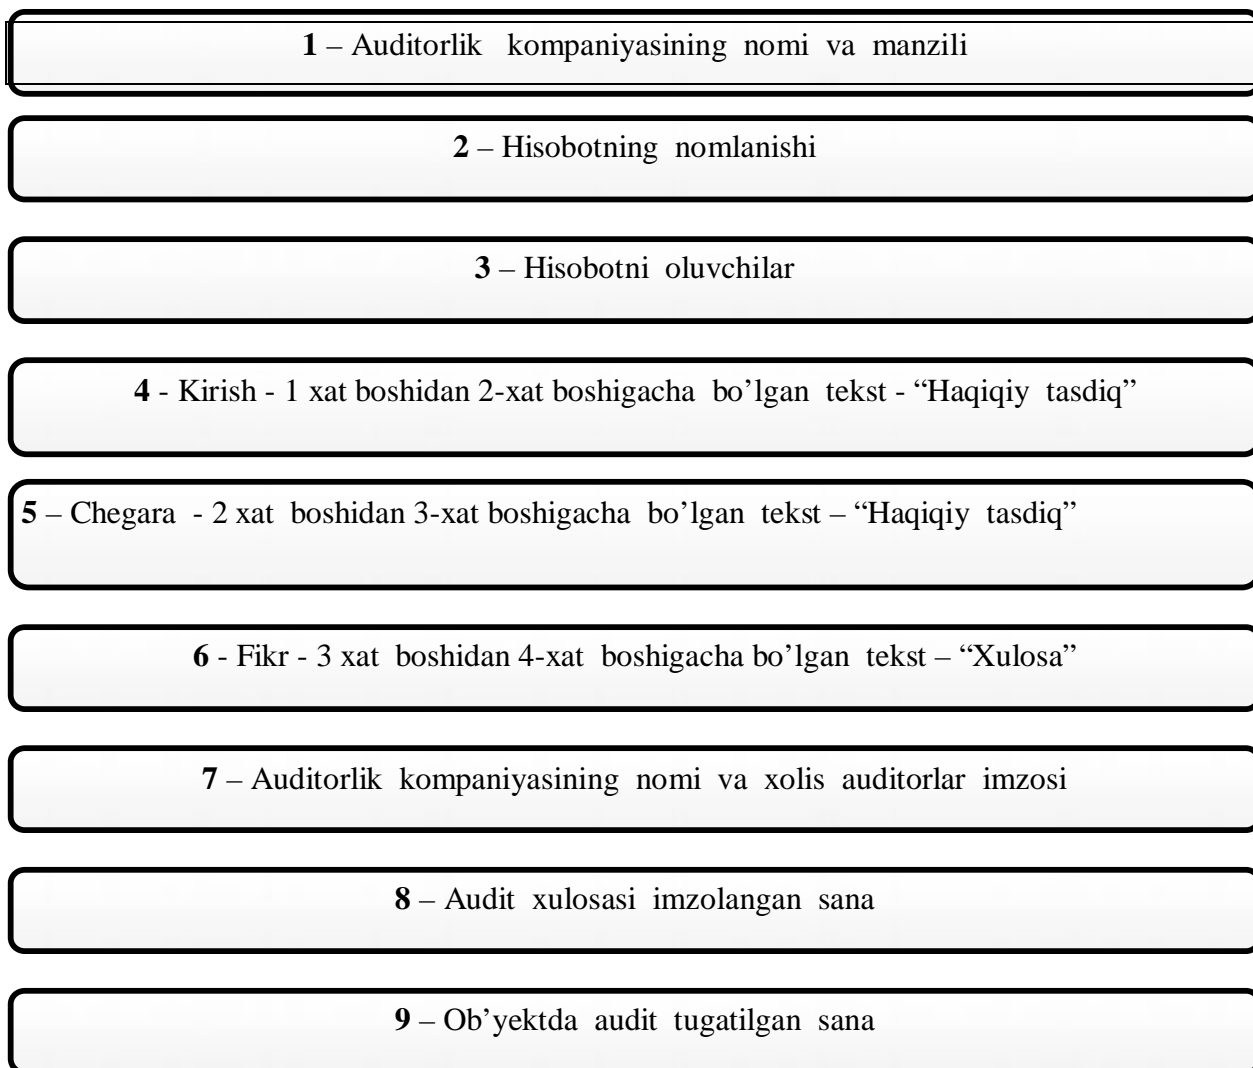 1 – Auditorlik kompaniyasining nomi va manzili
2 – Hisobotning nomlanishi
3 – Hisobotni oluvchilar
4 - Kirish - 1 xat boshidan 2-xat boshigacha bo’lgan tekst - “Haqiqiy tasdiq”
5 – Chegara - 2 xat boshidan 3-xat boshigacha bo’lgan tekst – “Haqiqiy tasdiq”
6 - Fikr - 3 xat boshidan 4-xat boshigacha bo’lgan tekst – “Xulosa”
7 – Auditorlik kompaniyasining nomi va xolis auditorlar imzosi
8 – Audit xulosasi imzolangan sana
9 – Ob’yektda audit tugatilgan sana